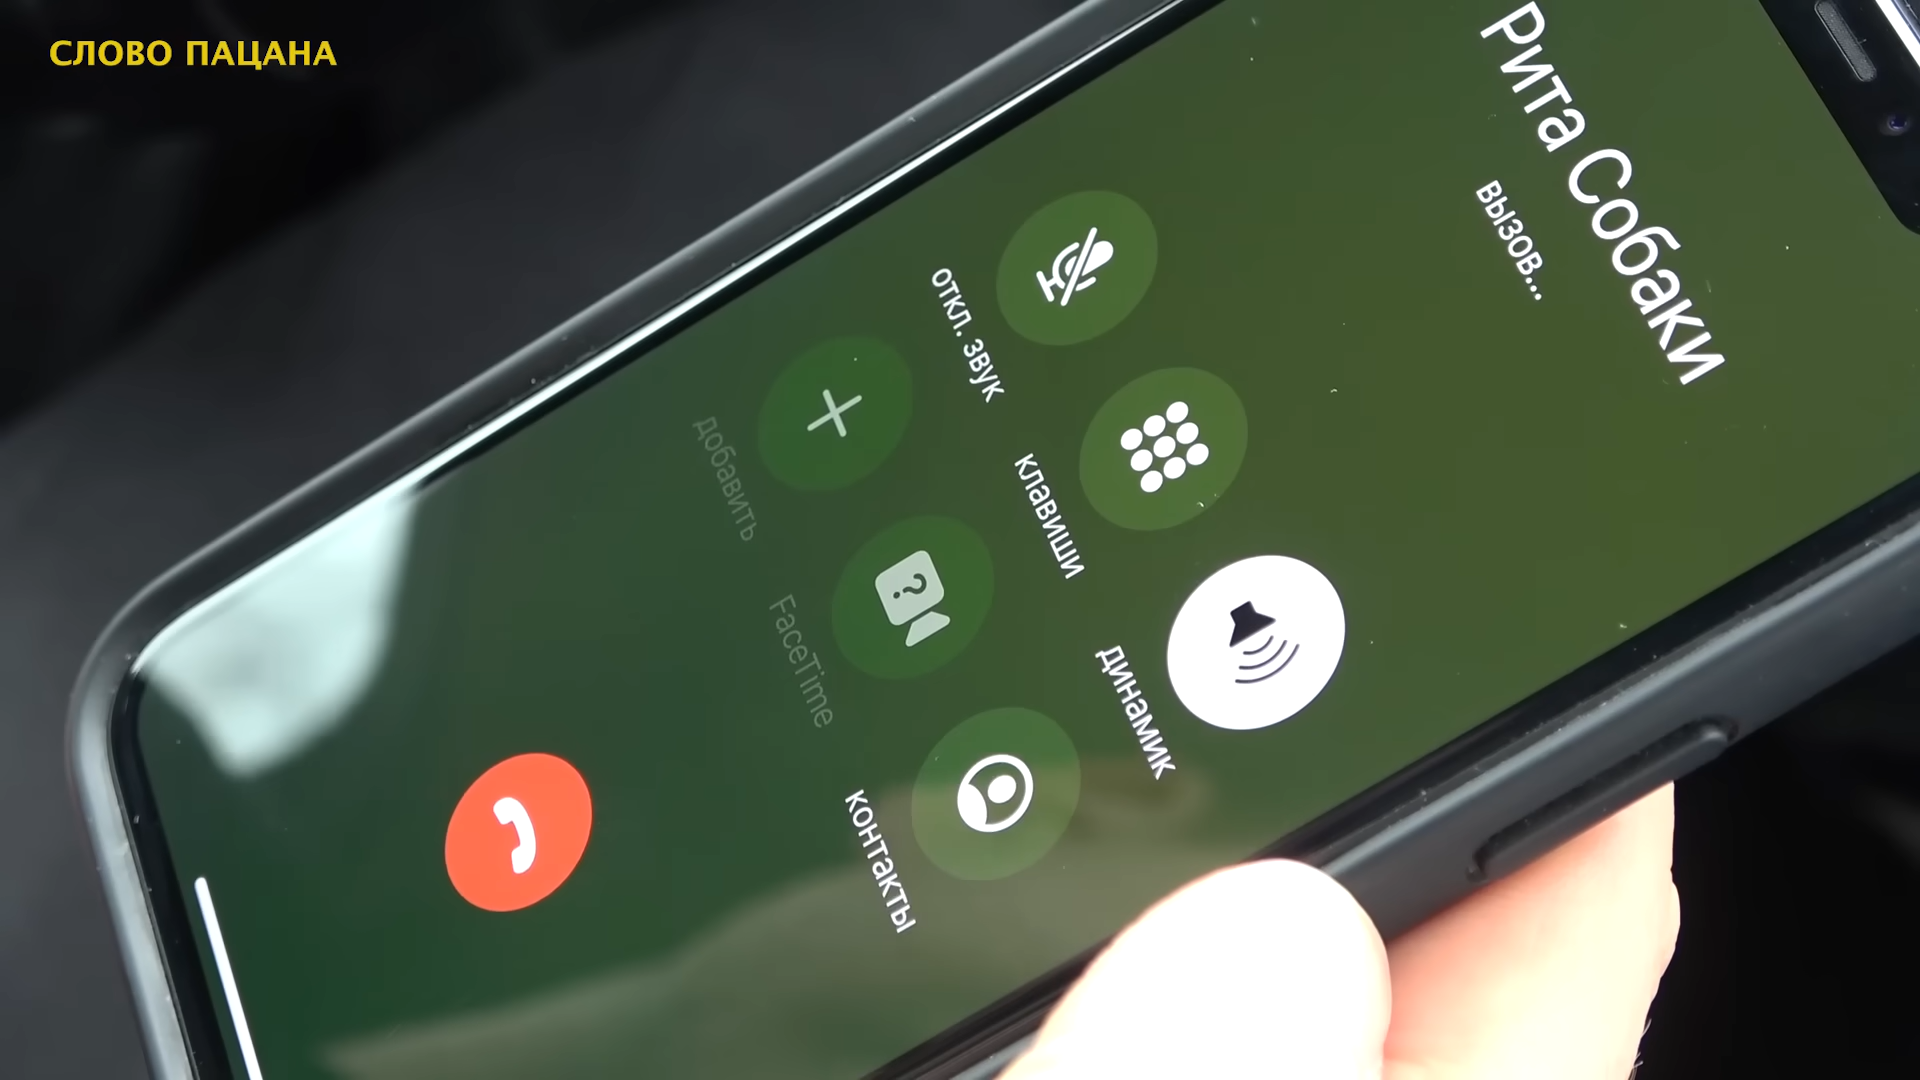 СЛОВО ПАЦАНА
Рита Собаки
вызов...
откл. звук
клавиши
динамик
добавить
FaceTime
контакты